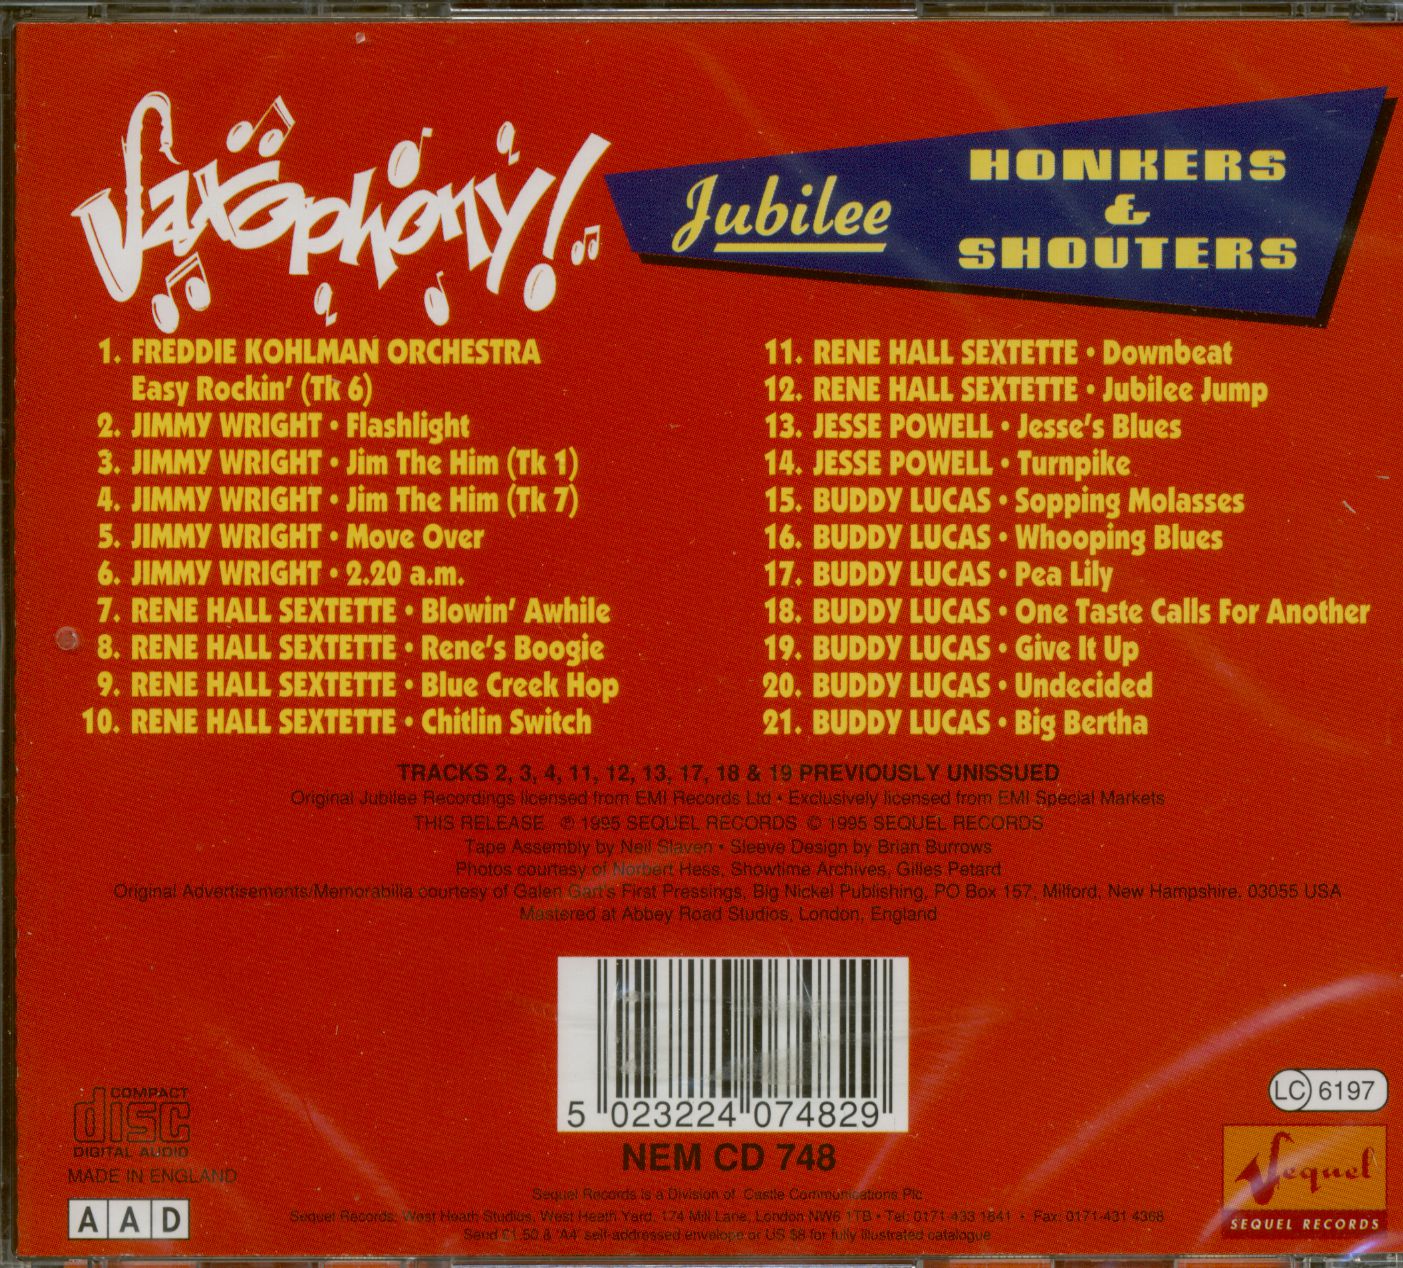 Saxophony!
Jubilee
HONKERS
&
SHOUTERS
1. FREDDIE KOHLMAN ORCHESTRA
Easy Rockin' (Tk 6)
2. JIMMY WRIGHT • Flashlight
3. JIMMY WRIGHT • Jim The Him (Tk 1)
4. JIMMY WRIGHT • Jim The Him (Tk 7)
5. JIMMY WRIGHT • Move Over
6. JIMMY WRIGHT • 2.20 a.m.
7. RENE HALL SEXTETTE • Blowin' Awhile
8. RENE HALL SEXTETTE • Rene's Boogie
9. RENE HALL SEXTETTE • Blue Creek Hop
10. RENE HALL SEXTETTE • Chitlin Switch
11. RENE HALL SEXTETTE • Downbeat
12. RENE HALL SEXTETTE • Jubilee Jump
13. JESSE POWELL • Jesse's Blues
14. JESSE POWELL • Turnpike
15. BUDDY LUCAS • Sopping Molasses
16. BUDDY LUCAS • Whooping Blues
17. BUDDY LUCAS • Pea Lily
18. BUDDY LUCAS • One Taste Calls For Another
19. BUDDY LUCAS • Give It Up
20. BUDDY LUCAS • Undecided
21. BUDDY LUCAS • Big Bertha
TRACKS 2, 3, 4, 11, 12, 13, 17, 18 & 19 PREVIOUSLY UNISSUED
Original Jubilee Recordings licensed from EMI Records Ltd • Exclusively licensed from EMI Special Markets
THIS RELEASE ℗ 1995 SEQUEL RECORDS © 1995 SEQUEL RECORDS
Tape Assembly by Neil Slaven • Sleeve Design by Brian Burrows
Photos courtesy of Norbert Hess, Showtime Archives, Gilles Petard
Original Advertisements/Memorabilia courtesy of Galen Gart's First Pressings, Big Nickel Publishing, PO Box 157, Milford, New Hampshire, 03055 USA
Mastered at Abbey Road Studios, London, England
5 023224 074829
NEM CD 748
COMPACT
disc
DIGITAL AUDIO
MADE IN ENGLAND
AAD
LC 6197
Sequel
SEQUEL RECORDS
Sequel Records is a Division of Castle Communications Plc
Sequel Records: West Heath Studios, West Heath Yard, 174 Mill Lane, London NW6 1TB • Tel: 0171-433 1641 • Fax: 0171-431 4368
Send £1.50 & 'A4' self-addressed envelope or US $8 for fully illustrated catalogue